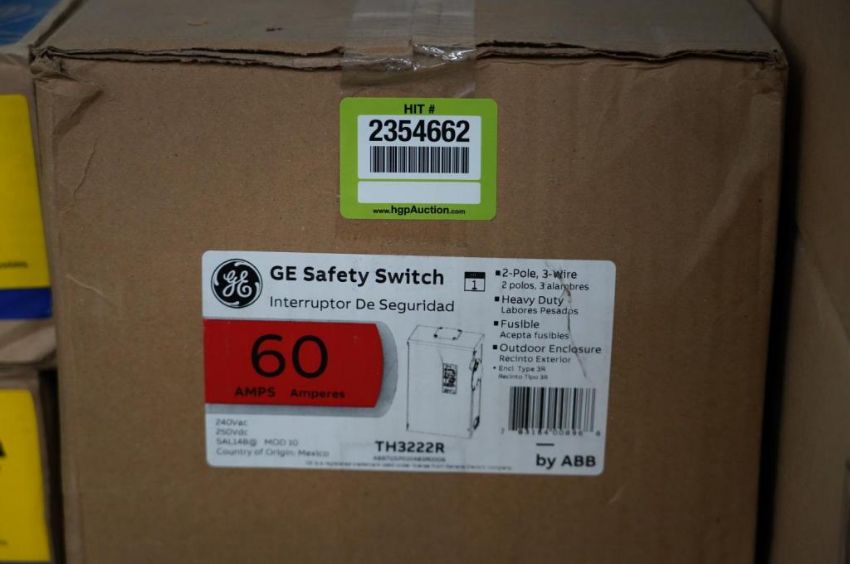 HIT #
2354662
www.hgpAuction.com
GE
GE Safety Switch
Interruptor De Seguridad
1
2-Pole, 3-Wire
2 polos, 3 alambres
Heavy Duty
Labores Pesados
Fusible
Acepta fusibles
Outdoor Enclosure
Recinto Exterior
Encl. Type 3R
Recinto Tipo 3R
60
AMPS Amperes
240Vac
250Vdc
MOD 10
Country of Origin: Mexico
TH3222R
by ABB